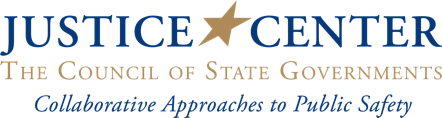 JUSTICE CENTER
THE COUNCIL OF STATE GOVERNMENTS
Collaborative Approaches to Public Safety